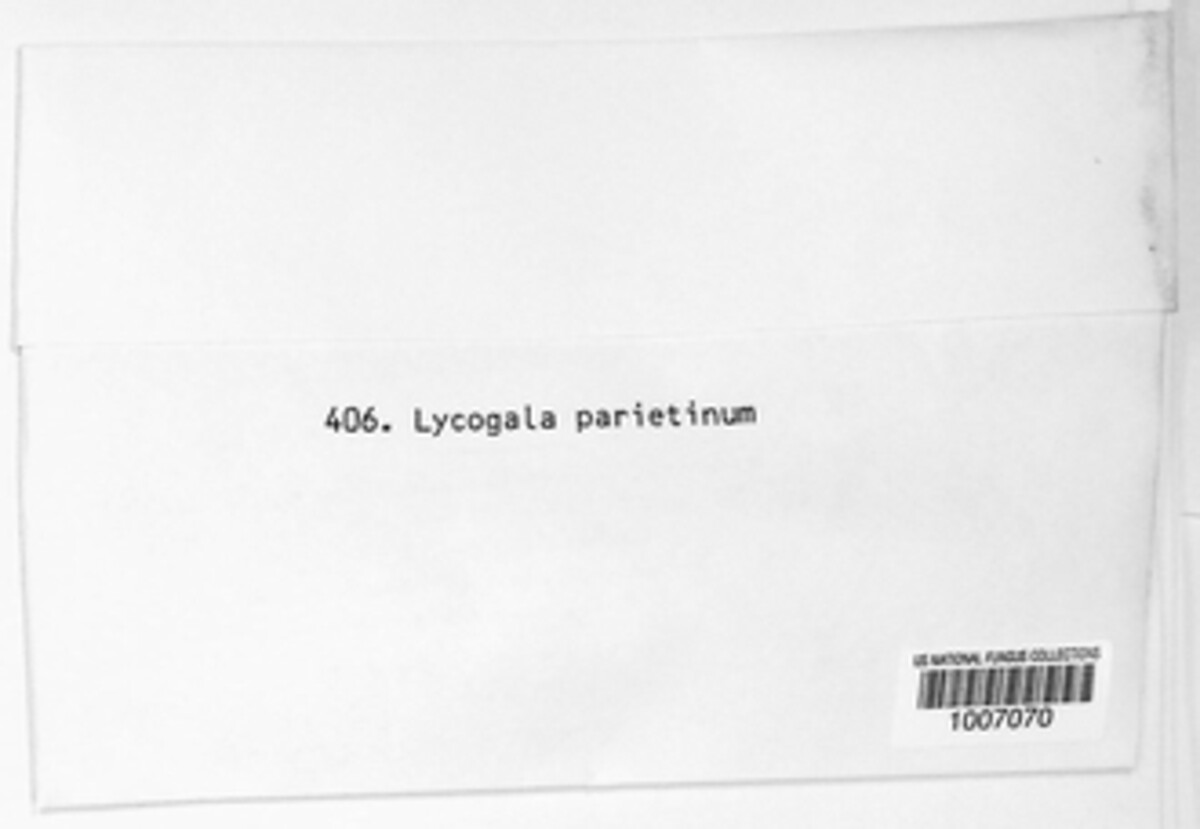 406. Lycogala parietinum
US NATIONAL FUNGUS COLLECTIONS
1007070